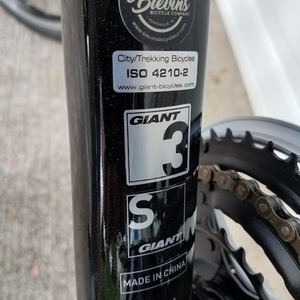 Blevins
BICYCLE COMPANY
City/Trekking Bicycles
ISO 4210-2
www.giant-bicycles.com
GIANT
3
S
GIANT
MADE IN CHINA